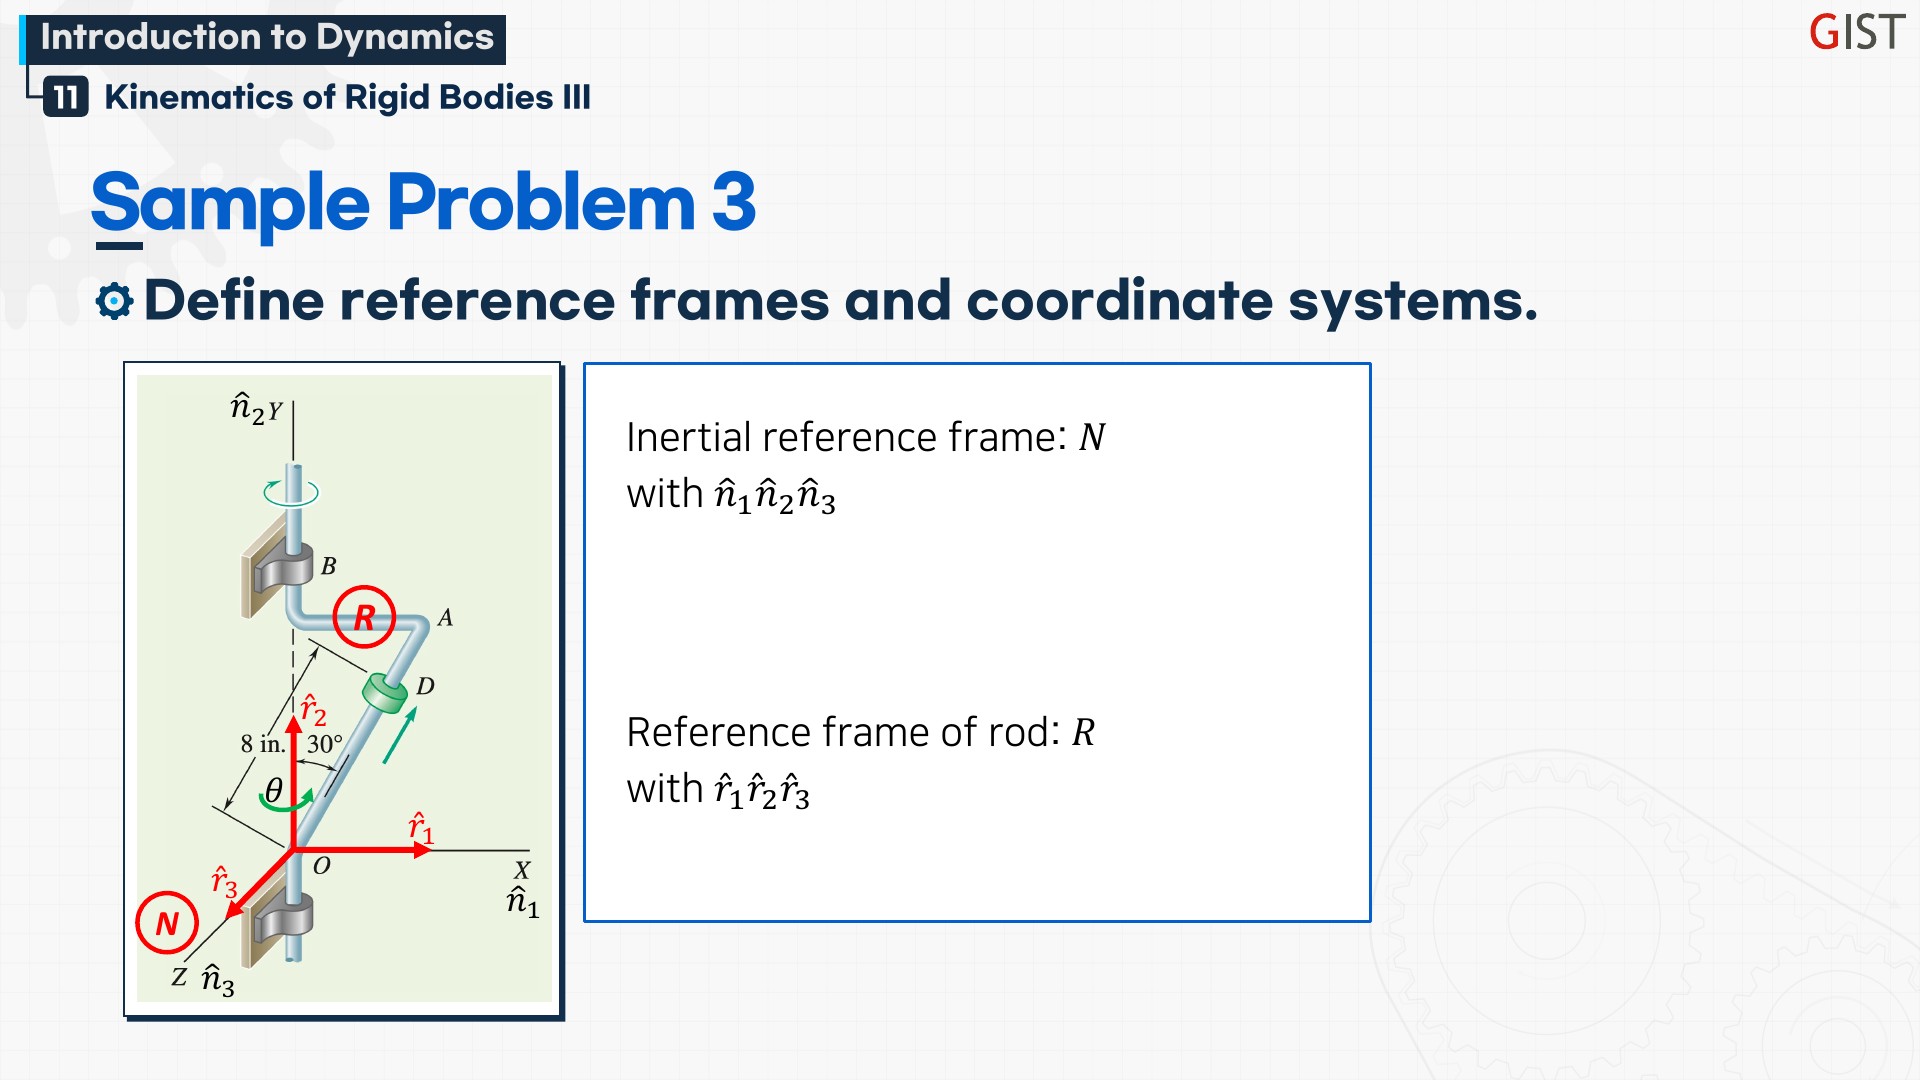 Introduction to Dynamics
GIST
11 Kinematics of Rigid Bodies III
Sample Problem 3
Define reference frames and coordinate systems.
n̂₂ Y
B
R
A
D
r̂₂
8 in. 30°
θ
r̂₁
O
X
r̂₃
n̂₁
N
Z n̂₃
Inertial reference frame: N
with n̂₁n̂₂n̂₃
Reference frame of rod: R
with r̂₁r̂₂r̂₃